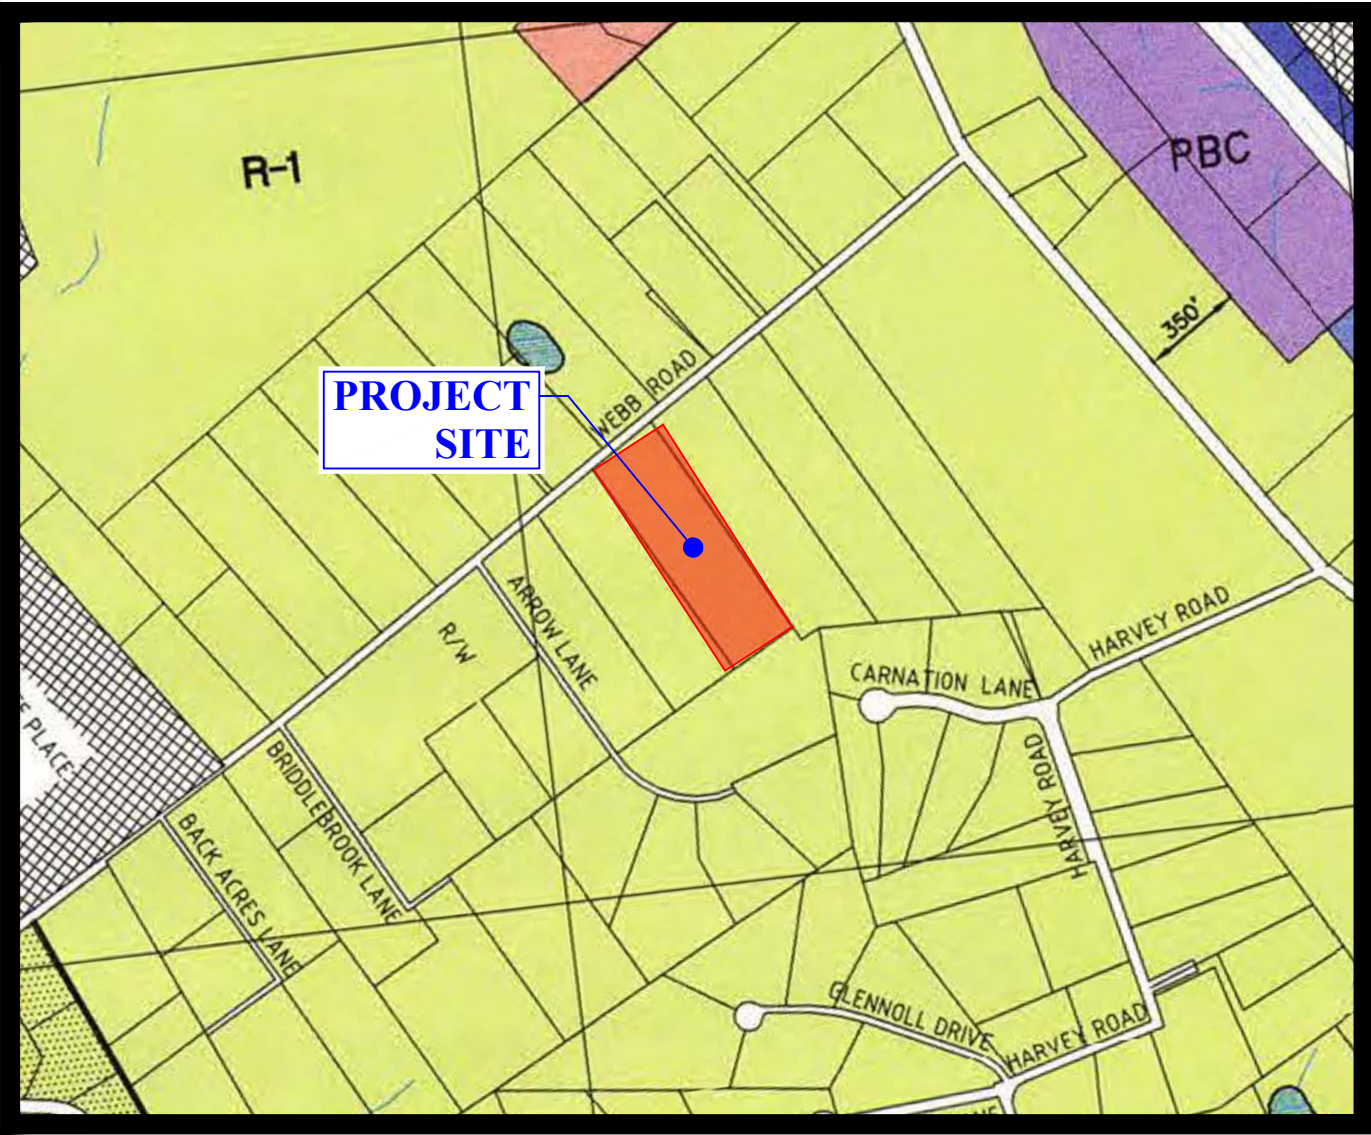 R-1
PBC
350'
PROJECT
SITE
WEBB ROAD
ARROW LANE
R/W
HARVEY ROAD
CARNATION LANE
HARVEY ROAD
PLACE
BRIDDLEBROOK LANE
BACK ACRES LANE
GLENNOLL DRIVE
HARVEY ROAD